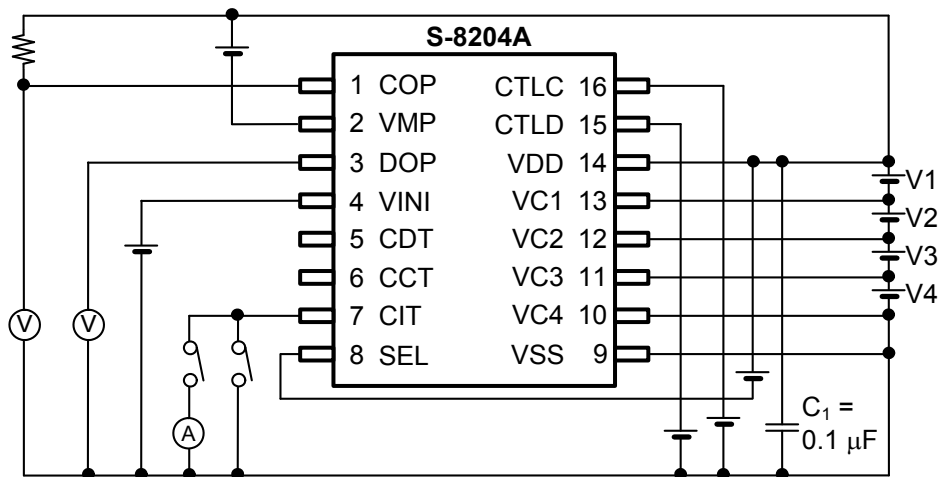 S-8204A
1 COP
CTLC 16
2 VMP
CTLD 15
3 DOP
VDD 14
4 VINI
VC1 13
5 CDT
VC2 12
6 CCT
VC3 11
7 CIT
VC4 10
8 SEL
VSS 9
V1
V2
V3
V4
V
V
A
C₁ =
0.1 μF